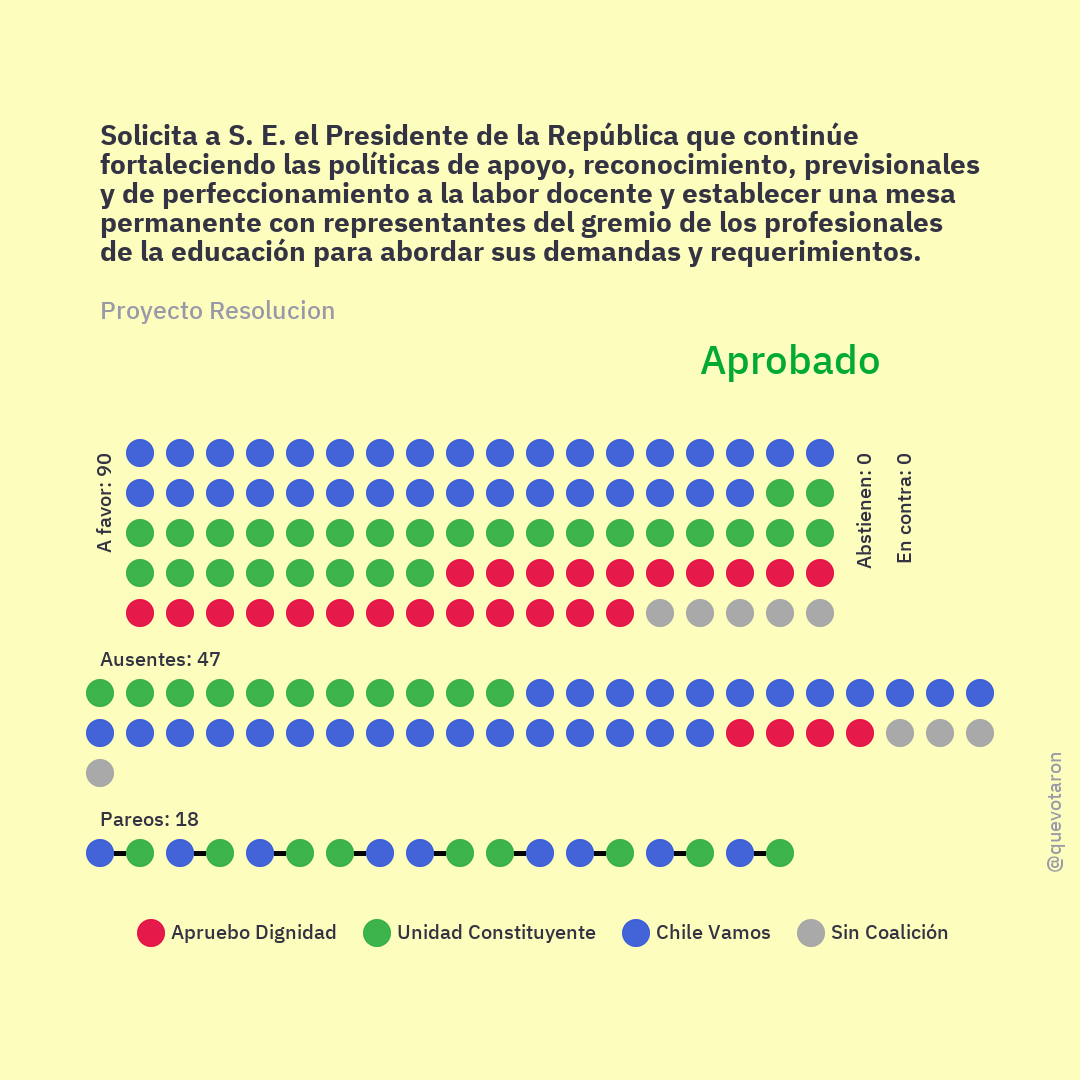 Solicita a S. E. el Presidente de la República que continúe
fortaleciendo las políticas de apoyo, reconocimiento, previsionales
y de perfeccionamiento a la labor docente y establecer una mesa
permanente con representantes del gremio de los profesionales
de la educación para abordar sus demandas y requerimientos.
Proyecto Resolucion
Aprobado
A favor: 90
Abstienen: 0
En contra: 0
Ausentes: 47
Pareos: 18
@quevotaron
Apruebo Dignidad
Unidad Constituyente
Chile Vamos
Sin Coalición